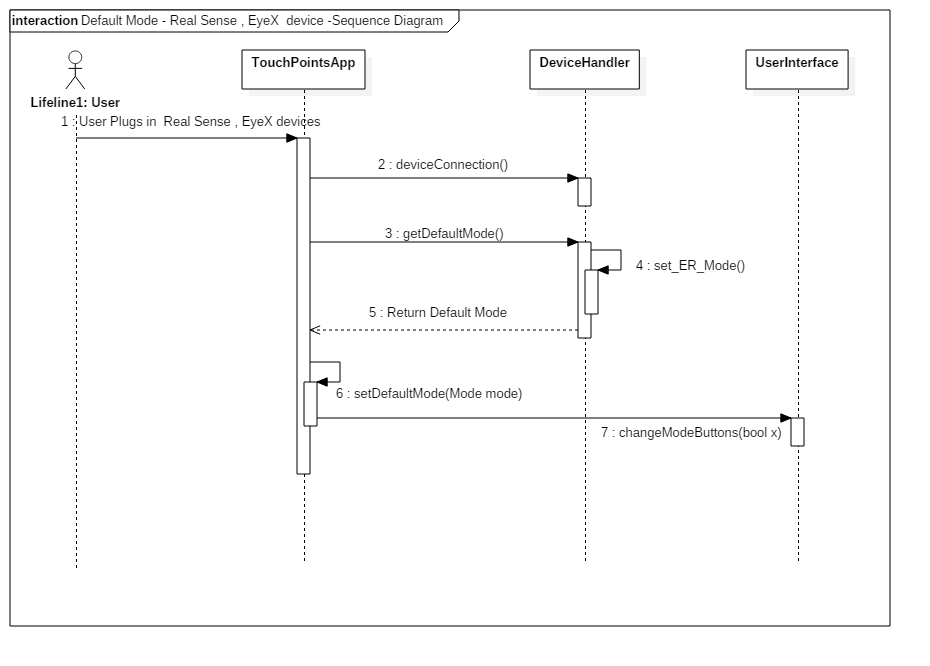 interaction Default Mode - Real Sense , EyeX  device -Sequence Diagram
TouchPointsApp
DeviceHandler
UserInterface
Lifeline1: User
1 : User Plugs in  Real Sense , EyeX devices
2 : deviceConnection()
3 : getDefaultMode()
4 : set_ER_Mode()
5 : Return Default Mode
6 : setDefaultMode(Mode mode)
7 : changeModeButtons(bool x)